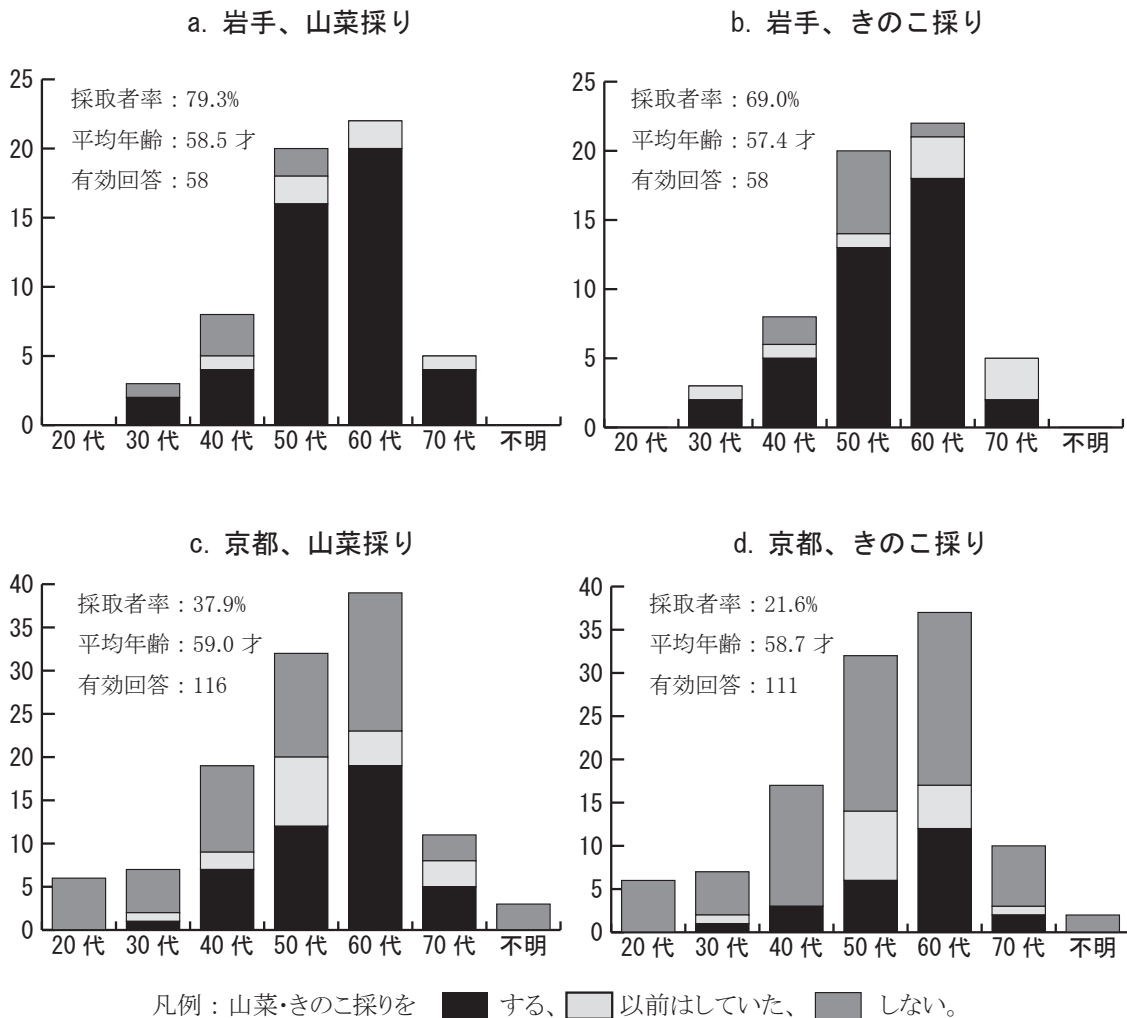 a. 岩手、山菜採り
25
20
15
10
5
0
採取者率：79.3%
平均年齢：58.5 才
有効回答：58
20 代 30 代 40 代 50 代 60 代 70 代 不明
b. 岩手、きのこ採り
25
20
15
10
5
0
採取者率：69.0%
平均年齢：57.4 才
有効回答：58
20 代 30 代 40 代 50 代 60 代 70 代 不明
c. 京都、山菜採り
40
35
30
25
20
15
10
5
0
採取者率：37.9%
平均年齢：59.0 才
有効回答：116
20 代 30 代 40 代 50 代 60 代 70 代 不明
d. 京都、きのこ採り
40
35
30
25
20
15
10
5
0
採取者率：21.6%
平均年齢：58.7 才
有効回答：111
20 代 30 代 40 代 50 代 60 代 70 代 不明
凡例：山菜・きのこ採りを する、 以前はしていた、 しない。